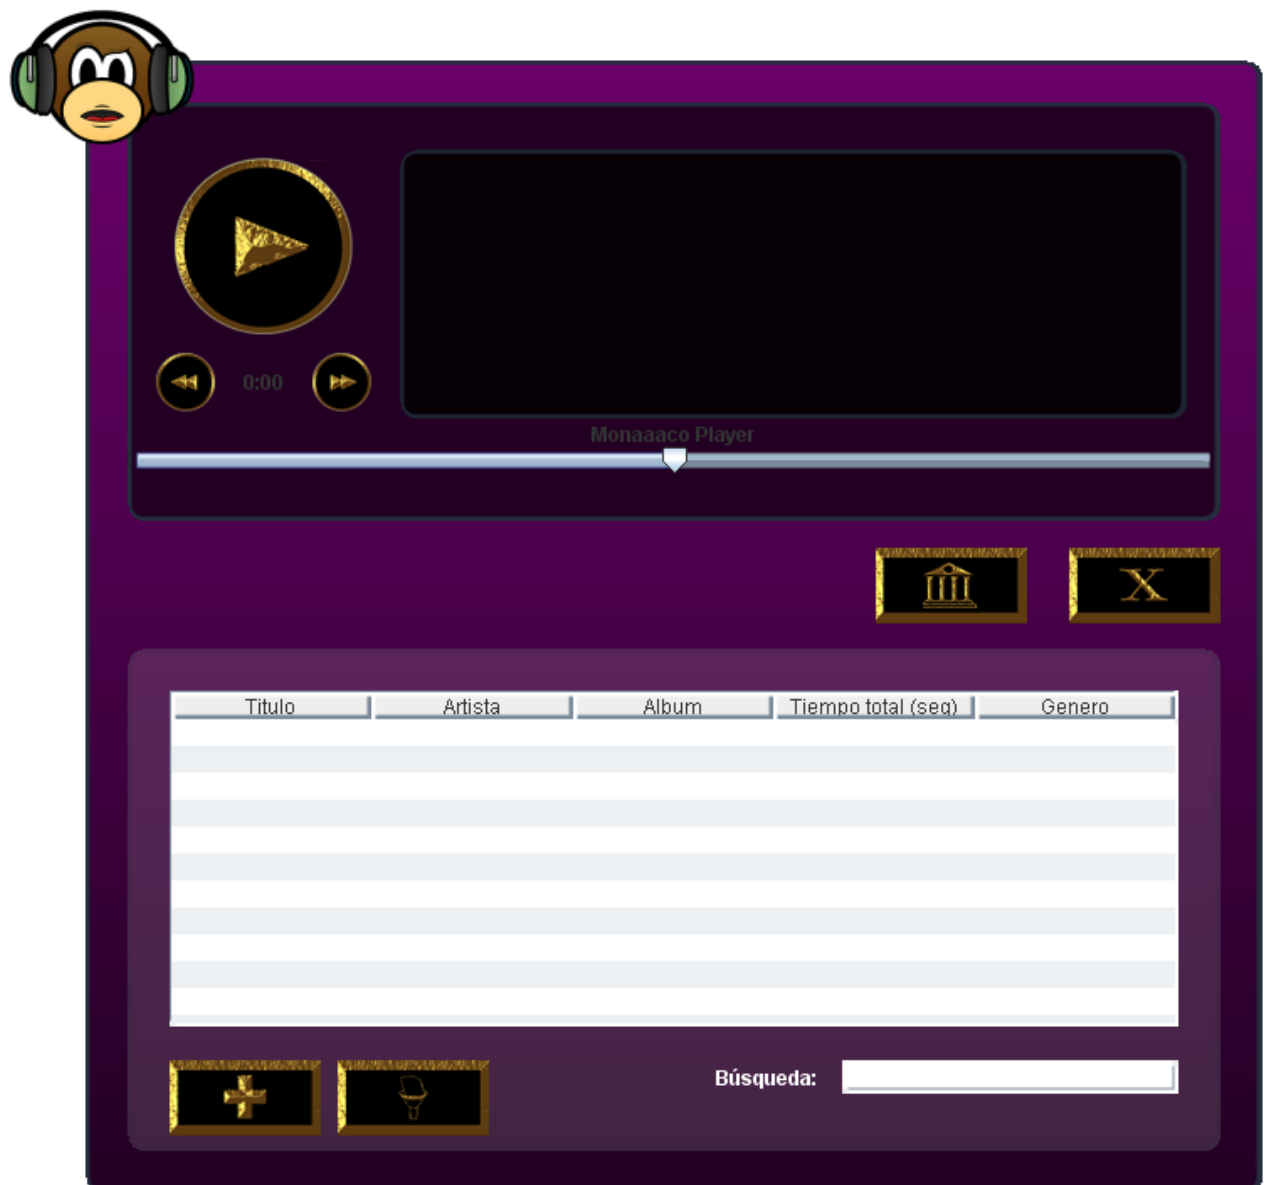 0:00
Monaaaco Player
X
Titulo Artista Album Tiempo total (seg) Genero
Búsqueda: